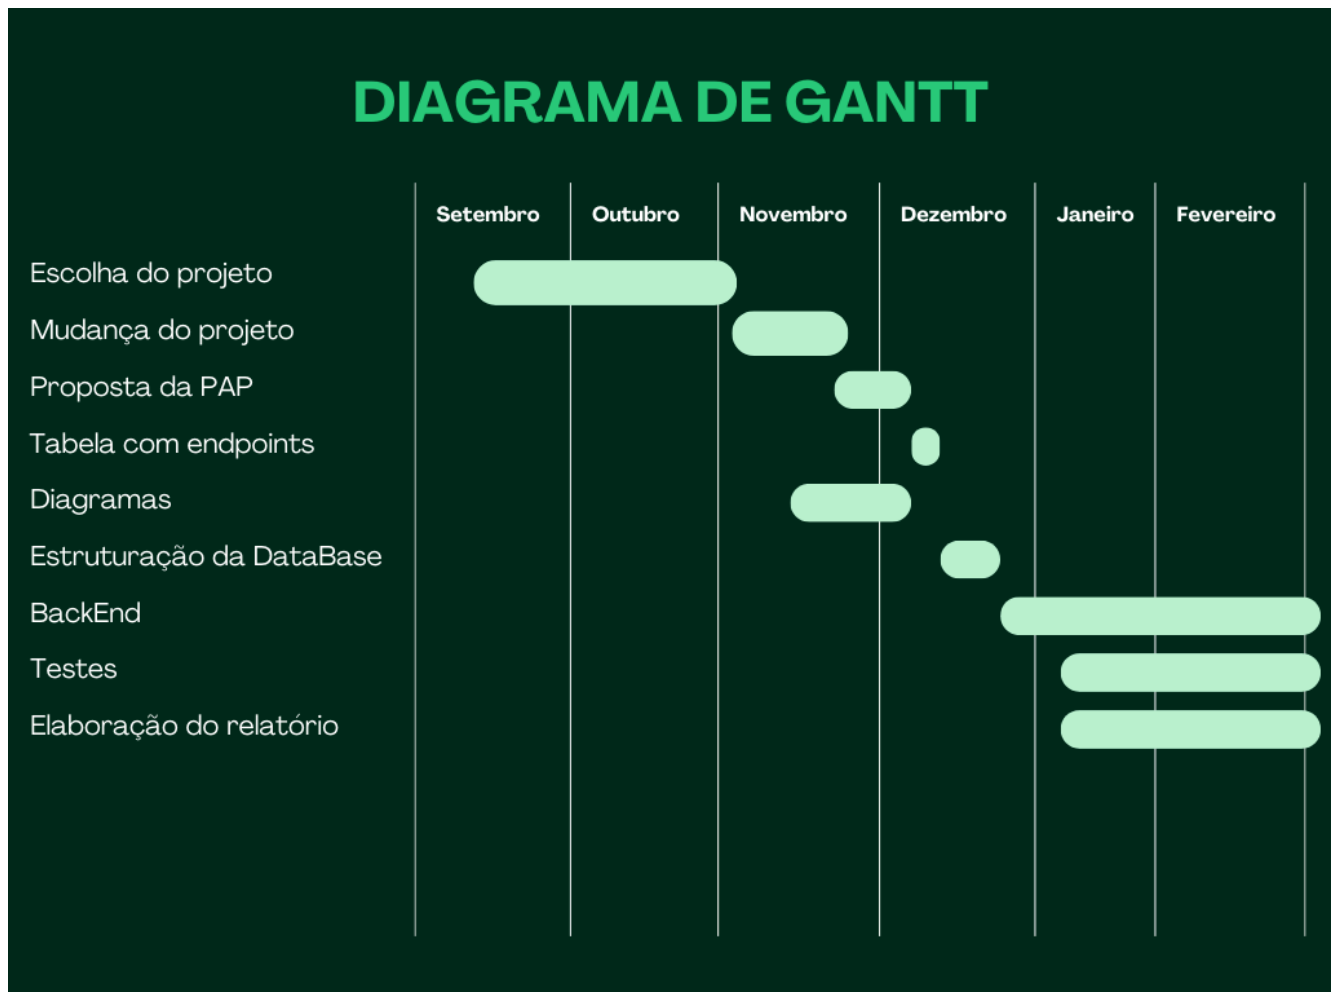 DIAGRAMA DE GANTT
Setembro Outubro Novembro Dezembro Janeiro Fevereiro
Escolha do projeto
Mudança do projeto
Proposta da PAP
Tabela com endpoints
Diagramas
Estruturação da DataBase
BackEnd
Testes
Elaboração do relatório